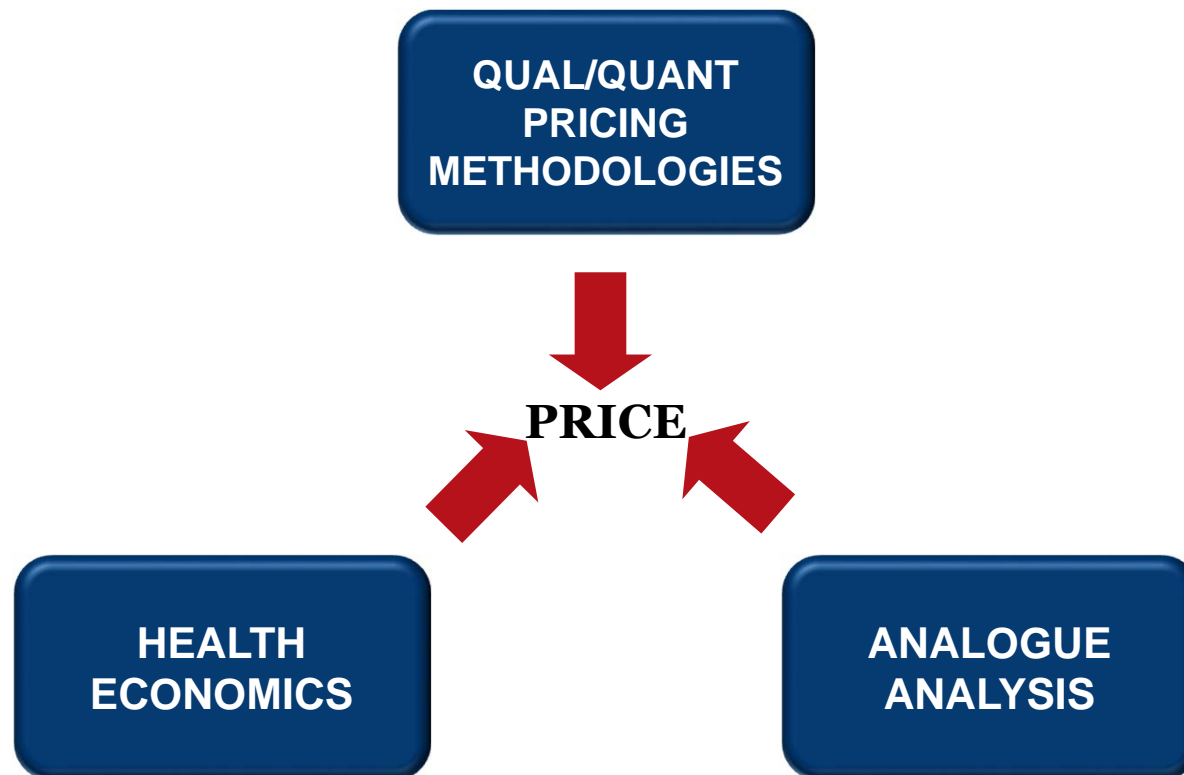 QUAL/QUANT
PRICING
METHODOLOGIES
PRICE
HEALTH
ECONOMICS
ANALOGUE
ANALYSIS